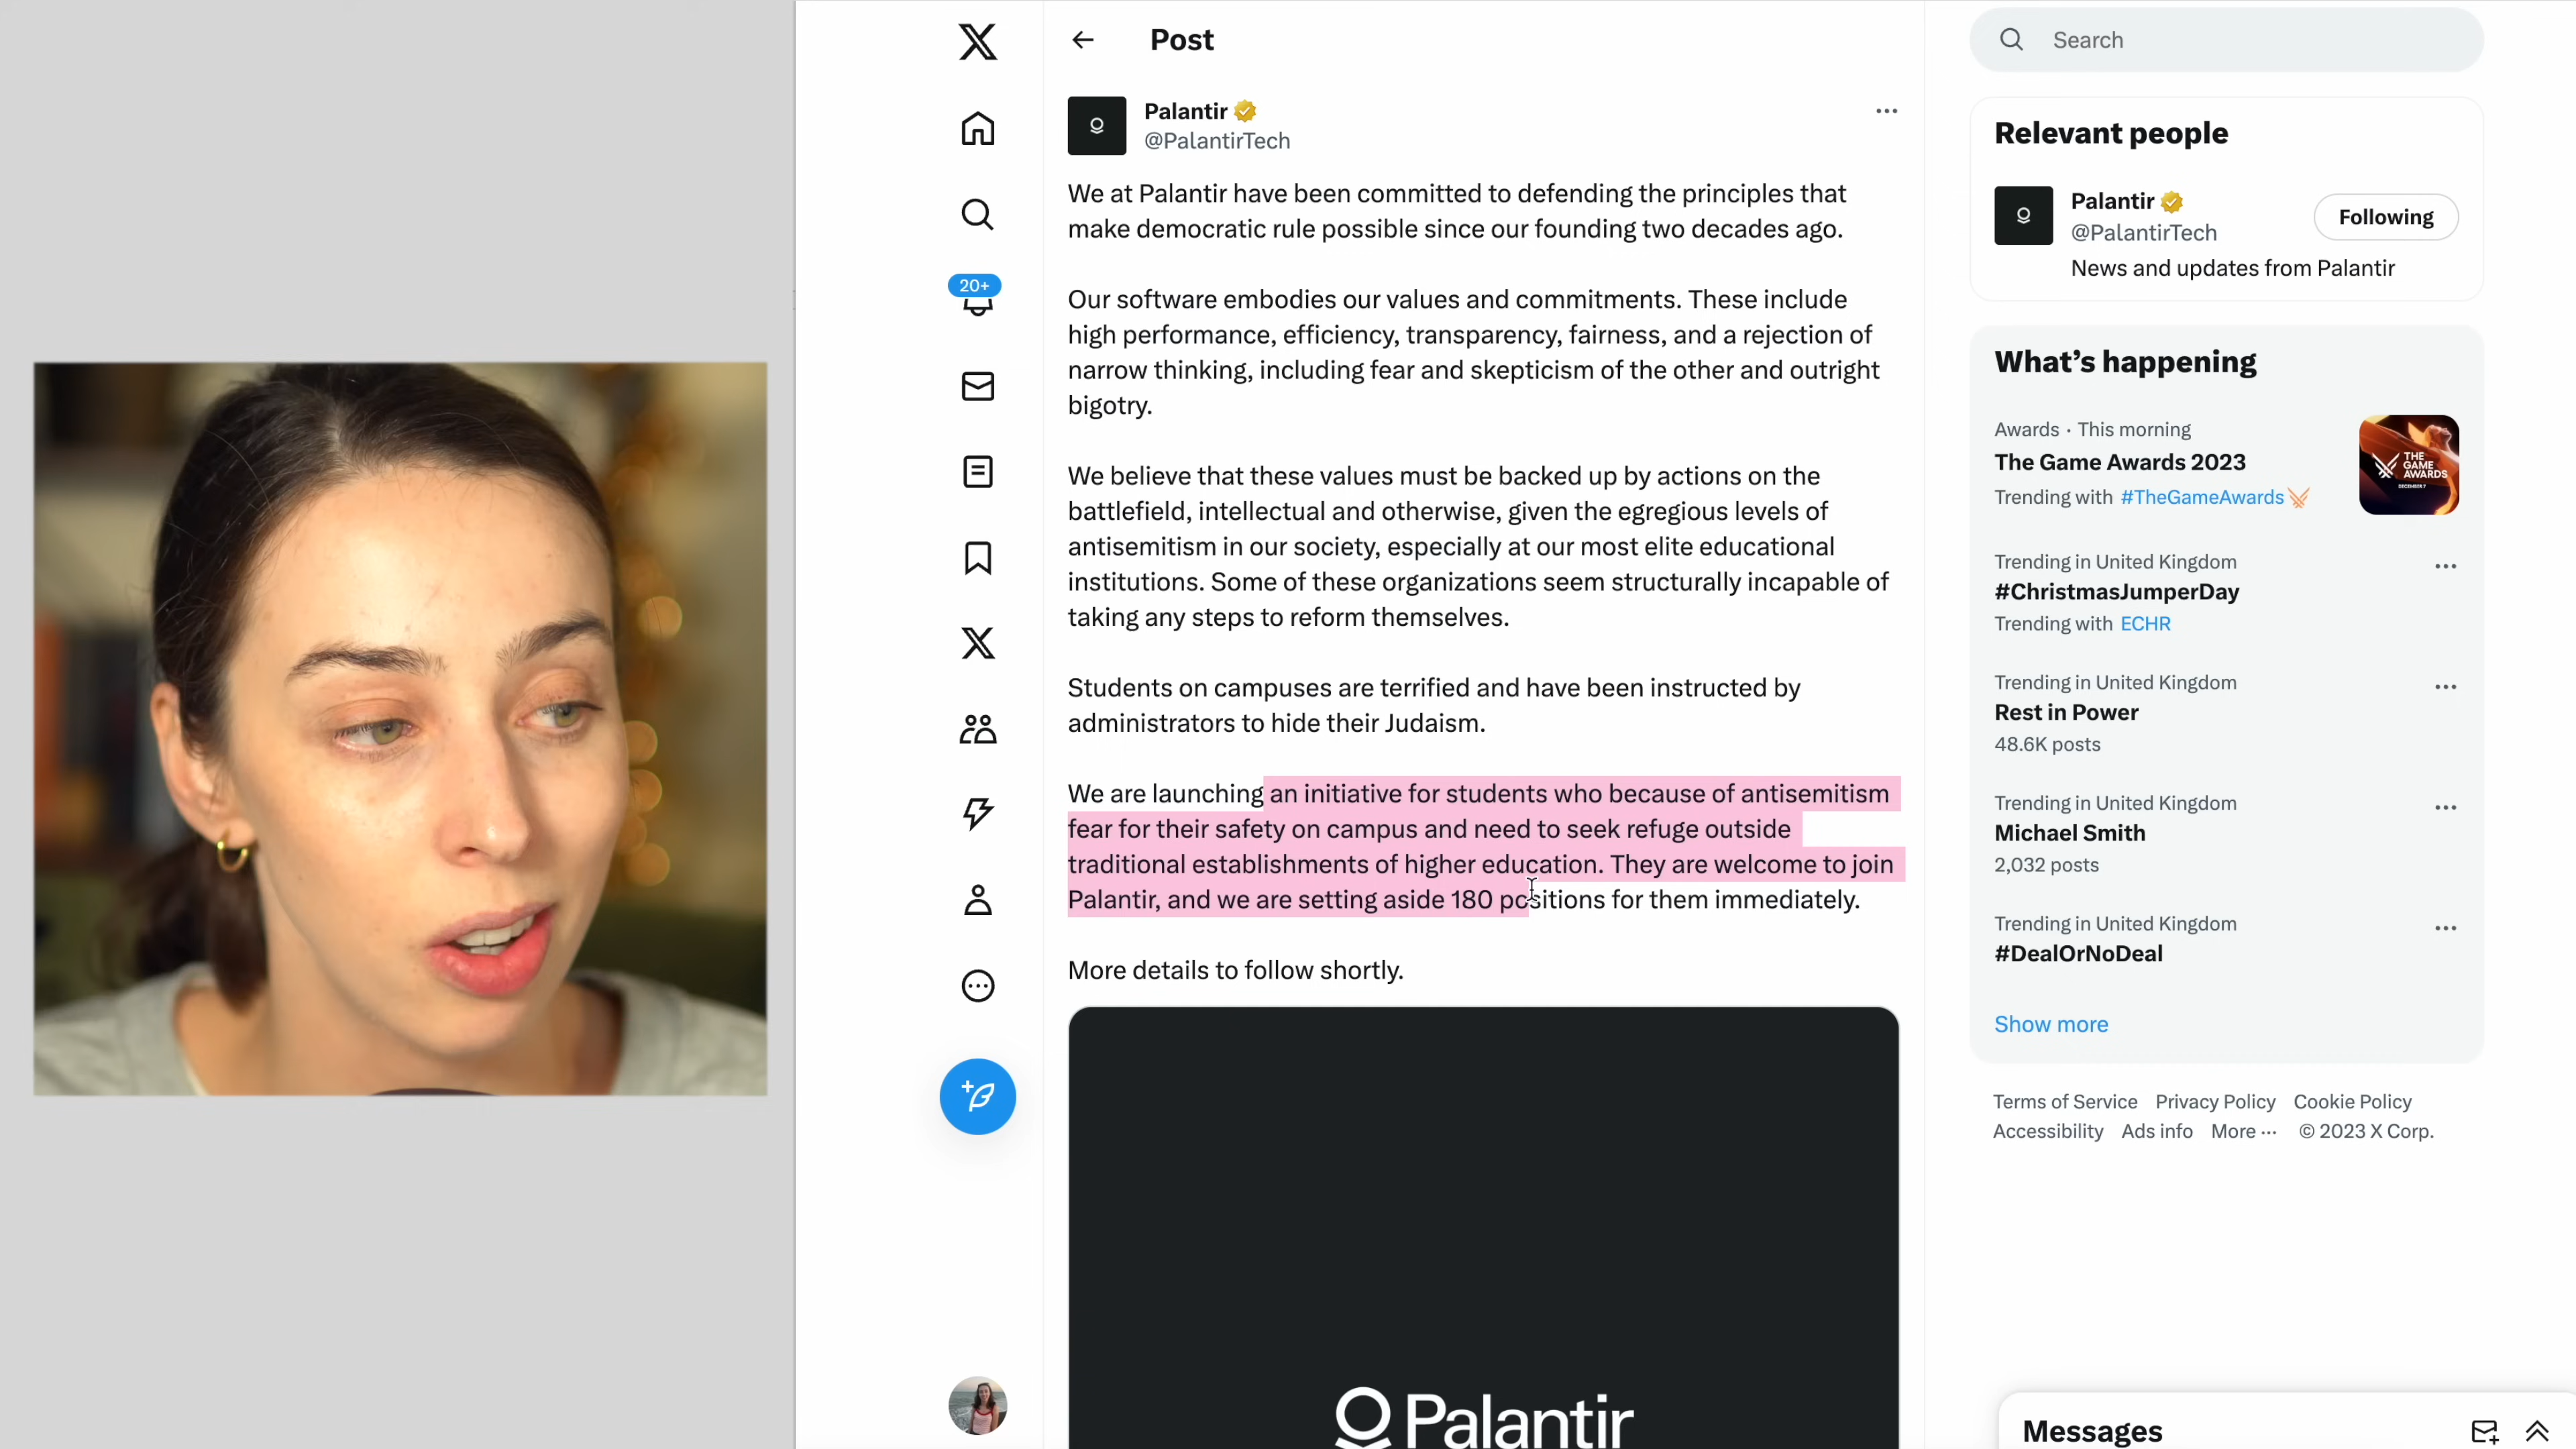 Post
Palantir
@PalantirTech
We at Palantir have been committed to defending the principles that
make democratic rule possible since our founding two decades ago.
Our software embodies our values and commitments. These include
high performance, efficiency, transparency, fairness, and a rejection of
narrow thinking, including fear and skepticism of the other and outright
bigotry.
We believe that these values must be backed up by actions on the
battlefield, intellectual and otherwise, given the egregious levels of
antisemitism in our society, especially at our most elite educational
institutions. Some of these organizations seem structurally incapable of
taking any steps to reform themselves.
Students on campuses are terrified and have been instructed by
administrators to hide their Judaism.
We are launching an initiative for students who because of antisemitism
fear for their safety on campus and need to seek refuge outside
traditional establishments of higher education. They are welcome to join
Palantir, and we are setting aside 180 positions for them immediately.
More details to follow shortly.
Palantir
20+
Search
Relevant people
Palantir
@PalantirTech
Following
News and updates from Palantir
What’s happening
Awards · This morning
The Game Awards 2023
Trending with #TheGameAwards
THE
GAME
AWARDS
DECEMBER 7
Trending in United Kingdom
#ChristmasJumperDay
Trending with ECHR
Trending in United Kingdom
Rest in Power
48.6K posts
Trending in United Kingdom
Michael Smith
2,032 posts
Trending in United Kingdom
#DealOrNoDeal
Show more
Terms of Service Privacy Policy Cookie Policy
Accessibility Ads info More ··· © 2023 X Corp.
Messages